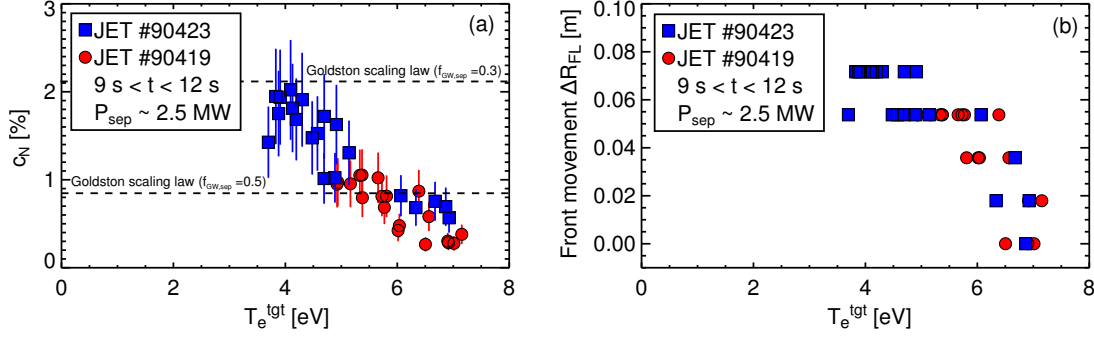 (a)
JET #90423
JET #90419
9 s < t < 12 s
P_sep ~ 2.5 MW
Goldston scaling law (f_GW,sep =0.3)
Goldston scaling law (f_GW,sep =0.5)
c_N [%]
3
2
1
0
0 2 4 6 8
T_e^tgt [eV]
(b)
JET #90423
JET #90419
9 s < t < 12 s
P_sep ~ 2.5 MW
Front movement ΔR_FL [m]
0.10
0.08
0.06
0.04
0.02
0.00
0 2 4 6 8
T_e^tgt [eV]